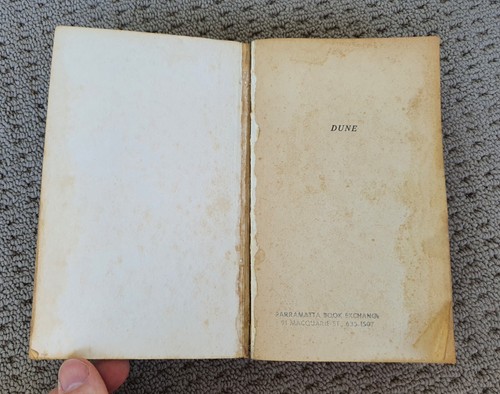 DUNE
PARRAMATTA BOOK EXCHANGE
MACQUARIE ST.